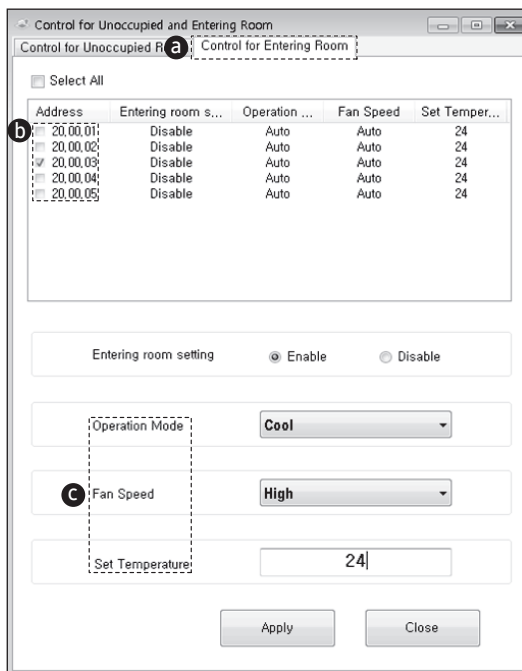 Control for Unoccupied and Entering Room
Control for Unoccupied R
a
Control for Entering Room
Select All
Address Entering room s... Operation ... Fan Speed Set Temper...
b
20,00,01 Disable Auto Auto 24
20,00,02 Disable Auto Auto 24
20,00,03 Disable Auto Auto 24
20,00,04 Disable Auto Auto 24
20,00,05 Disable Auto Auto 24
Entering room setting Enable Disable
Operation Mode Cool
c Fan Speed High
Set Temperature 24
Apply Close